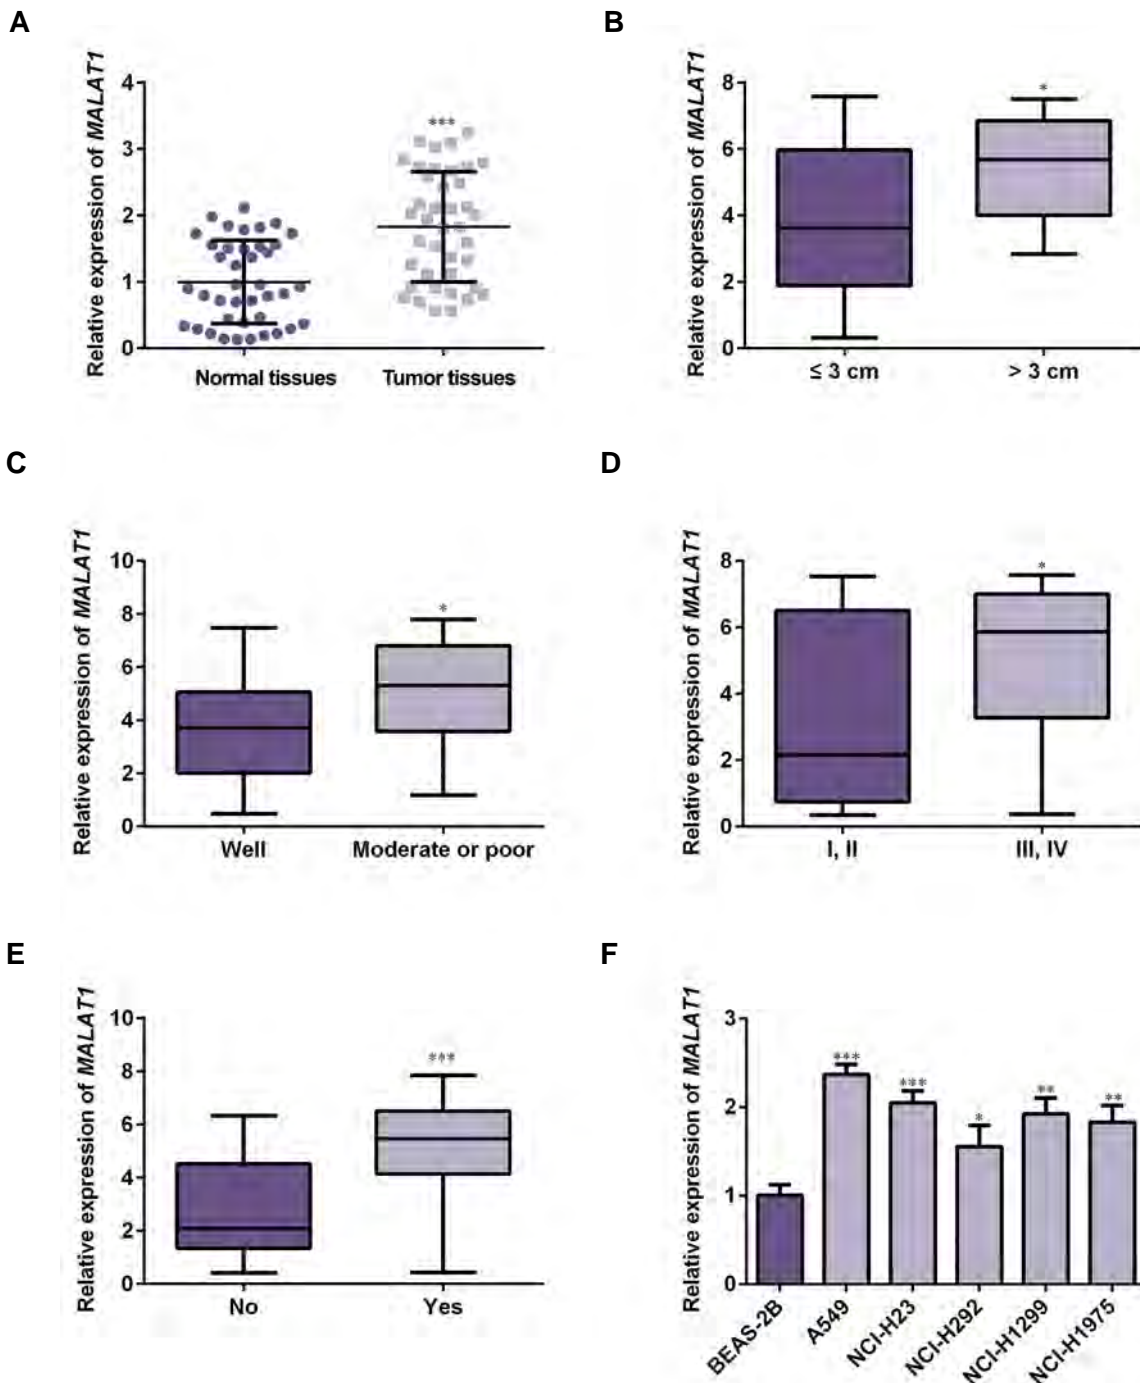 A
Relative expression of MALAT1
4
3
2
1
0
***
Normal tissues
Tumor tissues
B
Relative expression of MALAT1
8
6
4
2
0
*
≤ 3 cm
> 3 cm
C
Relative expression of MALAT1
10
8
6
4
2
0
*
Well
Moderate or poor
D
Relative expression of MALAT1
8
6
4
2
0
*
I, II
III, IV
E
Relative expression of MALAT1
10
8
6
4
2
0
***
No
Yes
F
Relative expression of MALAT1
3
2
1
0
***
***
*
**
**
BEAS-2B
A549
NCI-H23
NCI-H292
NCI-H1299
NCI-H1975